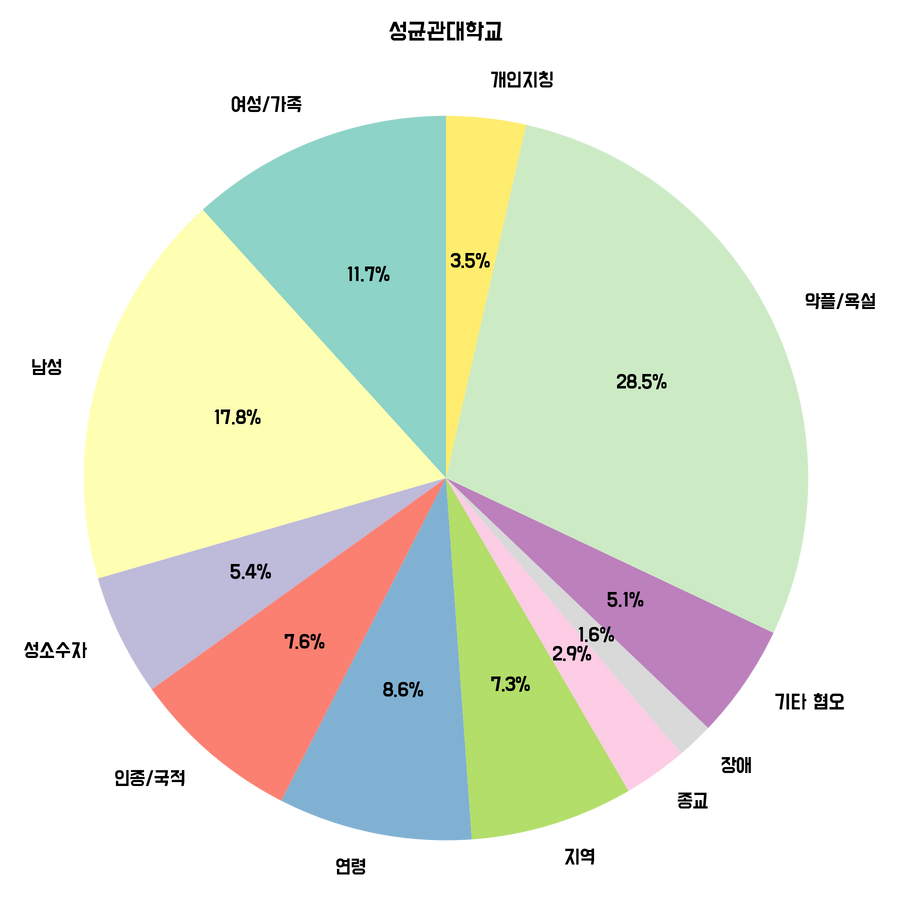 성균관대학교
개인지칭
여성/가족
3.5%
11.7%
악플/욕설
남성
28.5%
17.8%
5.4%
5.1%
1.6%
7.6%
2.9%
성소수자
8.6%
7.3%
기타 혐오
장애
인종/국적
종교
지역
연령